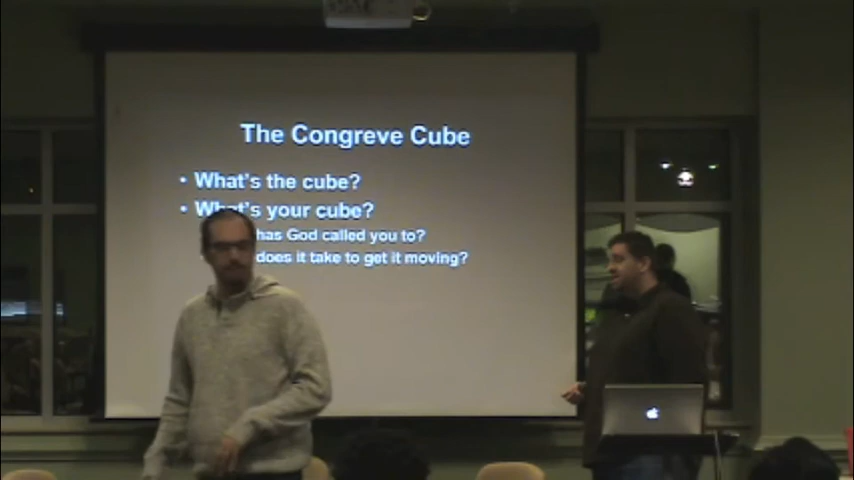 The Congreve Cube
• What's the cube?
• What's your cube?
has God called you to?
does it take to get it moving?